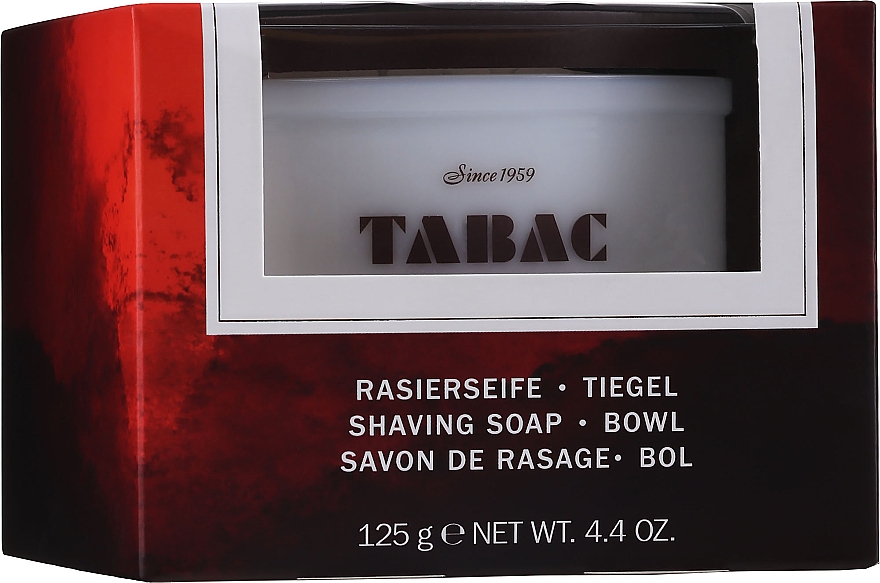 Since 1959
TABAC
RASIERSEIFE • TIEGEL
SHAVING SOAP • BOWL
SAVON DE RASAGE • BOL
125 g ℮ NET WT. 4.4 OZ.